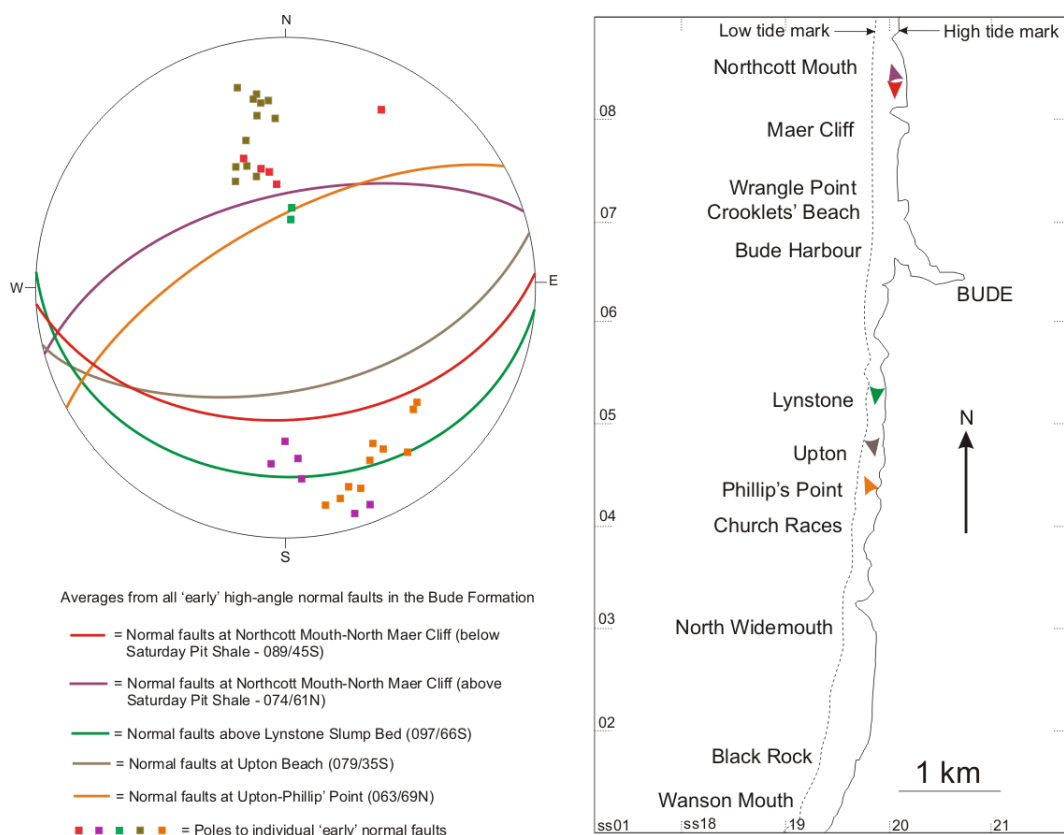 N
W
E
S
Averages from all ‘early’ high-angle normal faults in the Bude Formation
= Normal faults at Northcott Mouth-North Maer Cliff (below
Saturday Pit Shale - 089/45S)
= Normal faults at Northcott Mouth-North Maer Cliff (above
Saturday Pit Shale - 074/61N)
= Normal faults above Lynstone Slump Bed (097/66S)
= Normal faults at Upton Beach (079/35S)
= Normal faults at Upton-Phillip’ Point (063/69N)
= Poles to individual ‘early’ normal faults
Low tide mark
High tide mark
Northcott Mouth
08
Maer Cliff
Wrangle Point
Crooklets’ Beach
07
Bude Harbour
BUDE
06
Lynstone
05
N
Upton
Phillip’s Point
04
Church Races
03
North Widemouth
02
Black Rock
1 km
Wanson Mouth
ss01
ss18
19
20
21